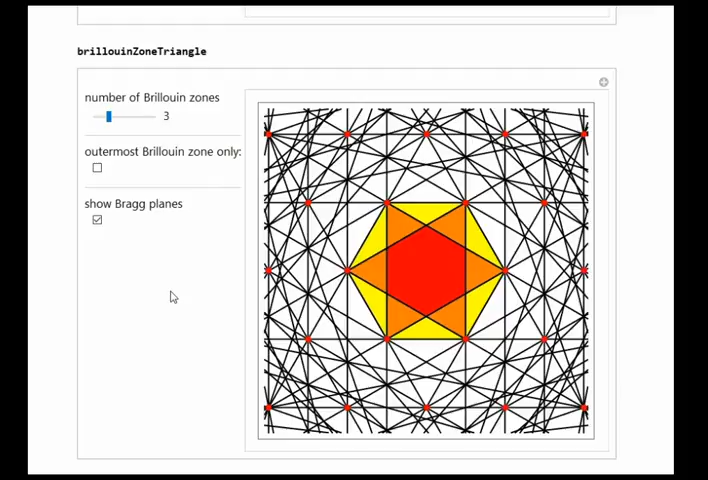 brillouinZoneTriangle
number of Brillouin zones
3
outermost Brillouin zone only:
show Bragg planes